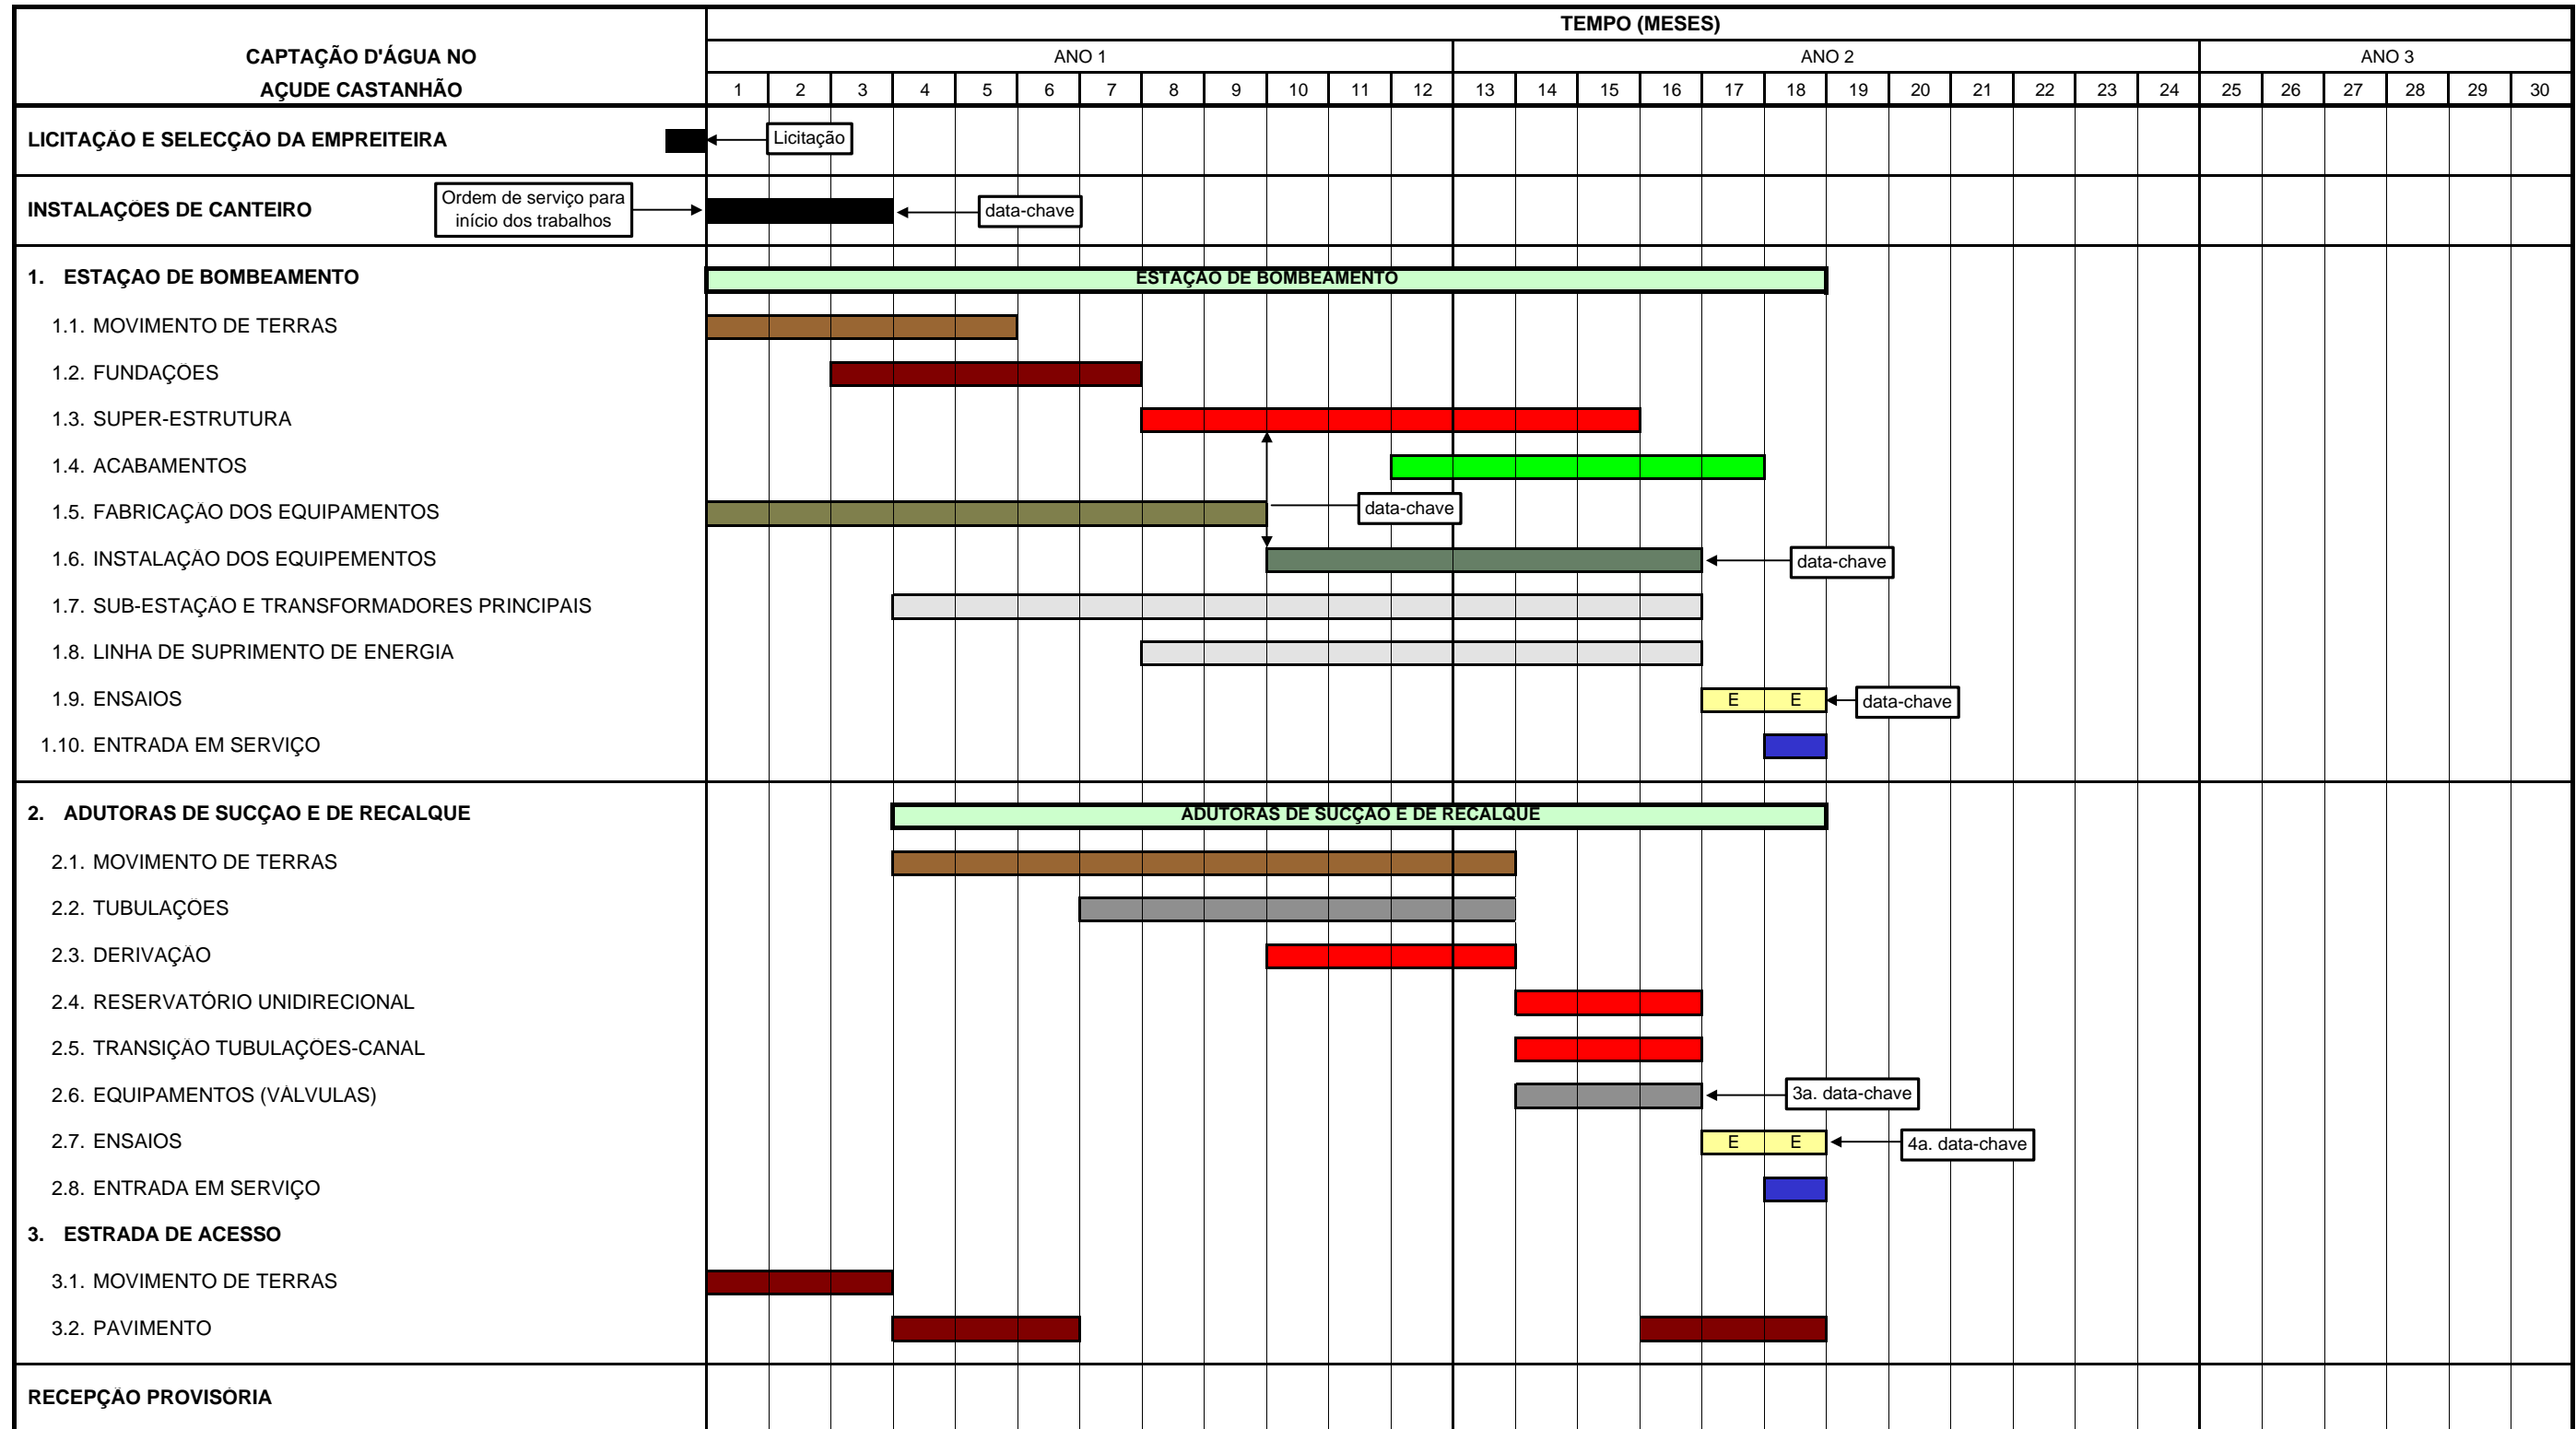 TEMPO (MESES)
CAPTAÇÃO D'ÁGUA NO
AÇUDE CASTANHÃO
ANO 1 ANO 2 ANO 3
1 2 3 4 5 6 7 8 9 10 11 12 13 14 15 16 17 18 19 20 21 22 23 24 25 26 27 28 29 30
LICITAÇÃO E SELECÇÃO DA EMPREITEIRA
Licitação
INSTALAÇÕES DE CANTEIRO
Ordem de serviço para
início dos trabalhos
data-chave
1. ESTAÇÃO DE BOMBEAMENTO
ESTAÇÃO DE BOMBEAMENTO
1.1. MOVIMENTO DE TERRAS
1.2. FUNDAÇÕES
1.3. SUPER-ESTRUTURA
1.4. ACABAMENTOS
1.5. FABRICAÇÃO DOS EQUIPAMENTOS
data-chave
1.6. INSTALAÇÃO DOS EQUIPEMENTOS
data-chave
1.7. SUB-ESTAÇÃO E TRANSFORMADORES PRINCIPAIS
1.8. LINHA DE SUPRIMENTO DE ENERGIA
1.9. ENSAIOS
E E
data-chave
1.10. ENTRADA EM SERVIÇO
2. ADUTORAS DE SUCÇÃO E DE RECALQUE
ADUTORAS DE SUCÇÃO E DE RECALQUE
2.1. MOVIMENTO DE TERRAS
2.2. TUBULAÇÕES
2.3. DERIVAÇÃO
2.4. RESERVATÓRIO UNIDIRECIONAL
2.5. TRANSIÇÃO TUBULAÇÕES-CANAL
2.6. EQUIPAMENTOS (VÁLVULAS)
3a. data-chave
2.7. ENSAIOS
E E
4a. data-chave
2.8. ENTRADA EM SERVIÇO
3. ESTRADA DE ACESSO
3.1. MOVIMENTO DE TERRAS
3.2. PAVIMENTO
RECEPÇÃO PROVISÓRIA